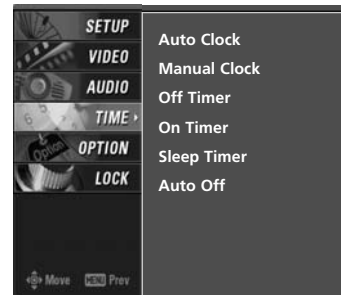 SETUP
VIDEO
AUDIO
TIME
OPTION
LOCK
Move MENU Prev
Auto Clock
Manual Clock
Off Timer
On Timer
Sleep Timer
Auto Off